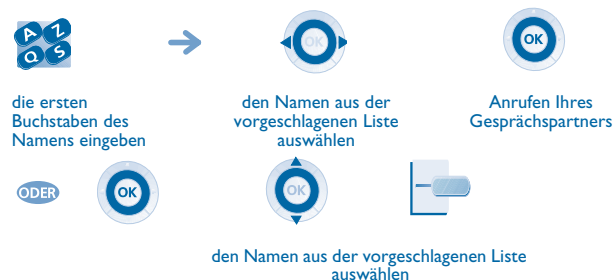 A Z
Q S
OK
OK
die ersten
Buchstaben des
Namens eingeben
den Namen aus der
vorgeschlagenen Liste
auswählen
Anrufen Ihres
Gesprächspartners
ODER
OK
OK
den Namen aus der vorgeschlagenen Liste
auswählen